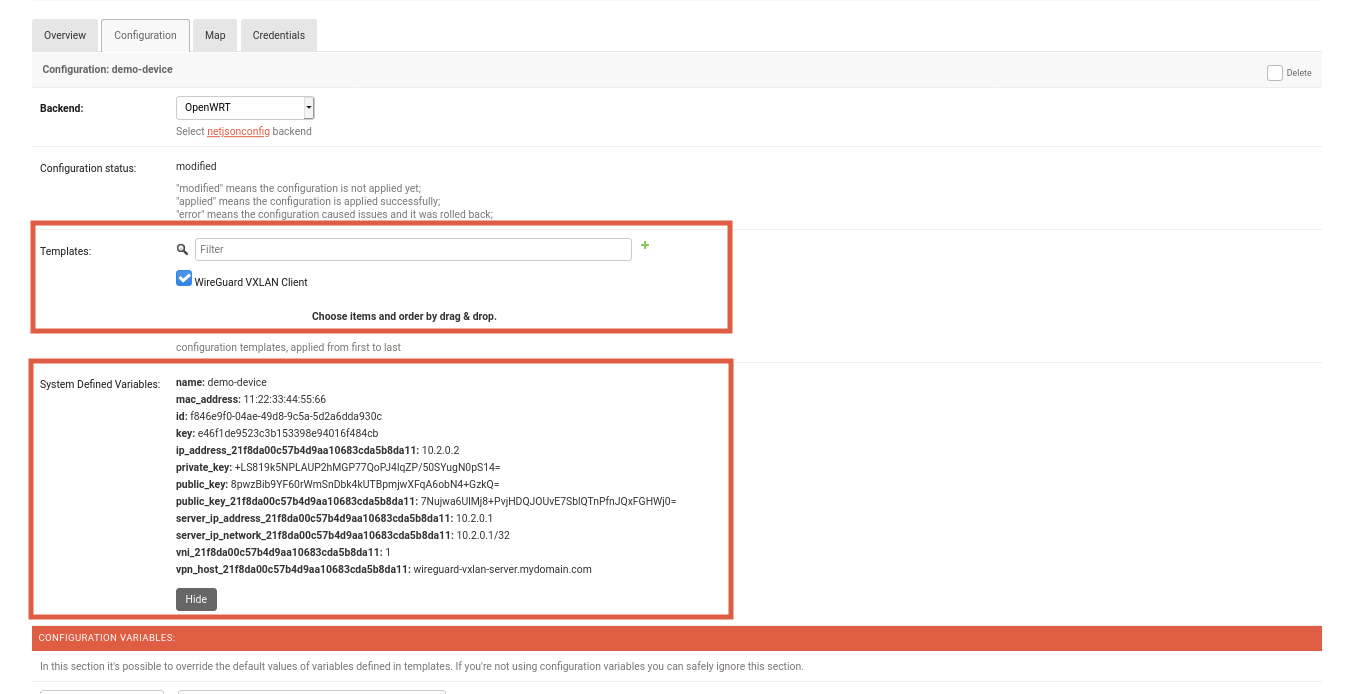 Overview Configuration Map Credentials
Configuration: demo-device
Delete
Backend: OpenWRT
Select netjsonconfig backend
Configuration status: modified
"modified" means the configuration is not applied yet;
"applied" means the configuration is applied successfully;
"error" means the configuration caused issues and it was rolled back;
Templates: Filter
WireGuard VXLAN Client
Choose items and order by drag & drop.
configuration templates, applied from first to last
System Defined Variables: name: demo-device
mac_address: 11:22:33:44:55:66
id: f846e9f0-04ae-49d8-9c5a-5d2a6dda930c
key: e46f1de9523c3b153398e94016f484cb
ip_address_21f8da00c57b4d9aa10683cda5b8da11: 10.2.0.2
private_key: +LS819k5NPLAUP2hMGP77QoPJ4lqZP/50SYugN0pS14=
public_key: 8pwzBib9YF60rWmSnDbk4kUTBpmjwXFqA6obN4+GzkQ=
public_key_21f8da00c57b4d9aa10683cda5b8da11: 7Nujwa6UIMj8+PvjHDQJOUvE7SblQTnPfnJQxFGHWj0=
server_ip_address_21f8da00c57b4d9aa10683cda5b8da11: 10.2.0.1
server_ip_network_21f8da00c57b4d9aa10683cda5b8da11: 10.2.0.1/32
vni_21f8da00c57b4d9aa10683cda5b8da11: 1
vpn_host_21f8da00c57b4d9aa10683cda5b8da11: wireguard-vxlan-server.mydomain.com
Hide
CONFIGURATION VARIABLES:
In this section it's possible to override the default values of variables defined in templates. If you're not using configuration variables you can safely ignore this section.